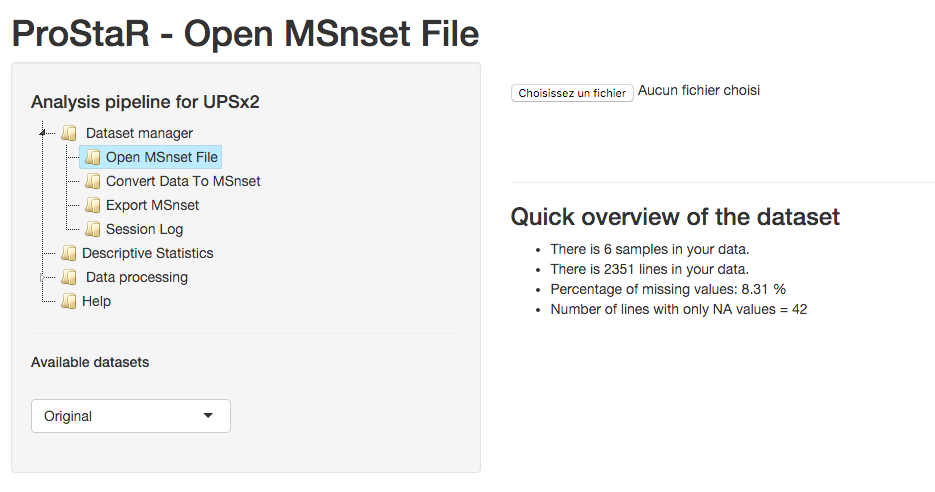 ProStaR - Open MSnset File
Analysis pipeline for UPSx2
Dataset manager
Open MSnset File
Convert Data To MSnset
Export MSnset
Session Log
Descriptive Statistics
Data processing
Help
Available datasets
Original
Choisissez un fichier Aucun fichier choisi
Quick overview of the dataset
• There is 6 samples in your data.
• There is 2351 lines in your data.
• Percentage of missing values: 8.31 %
• Number of lines with only NA values = 42